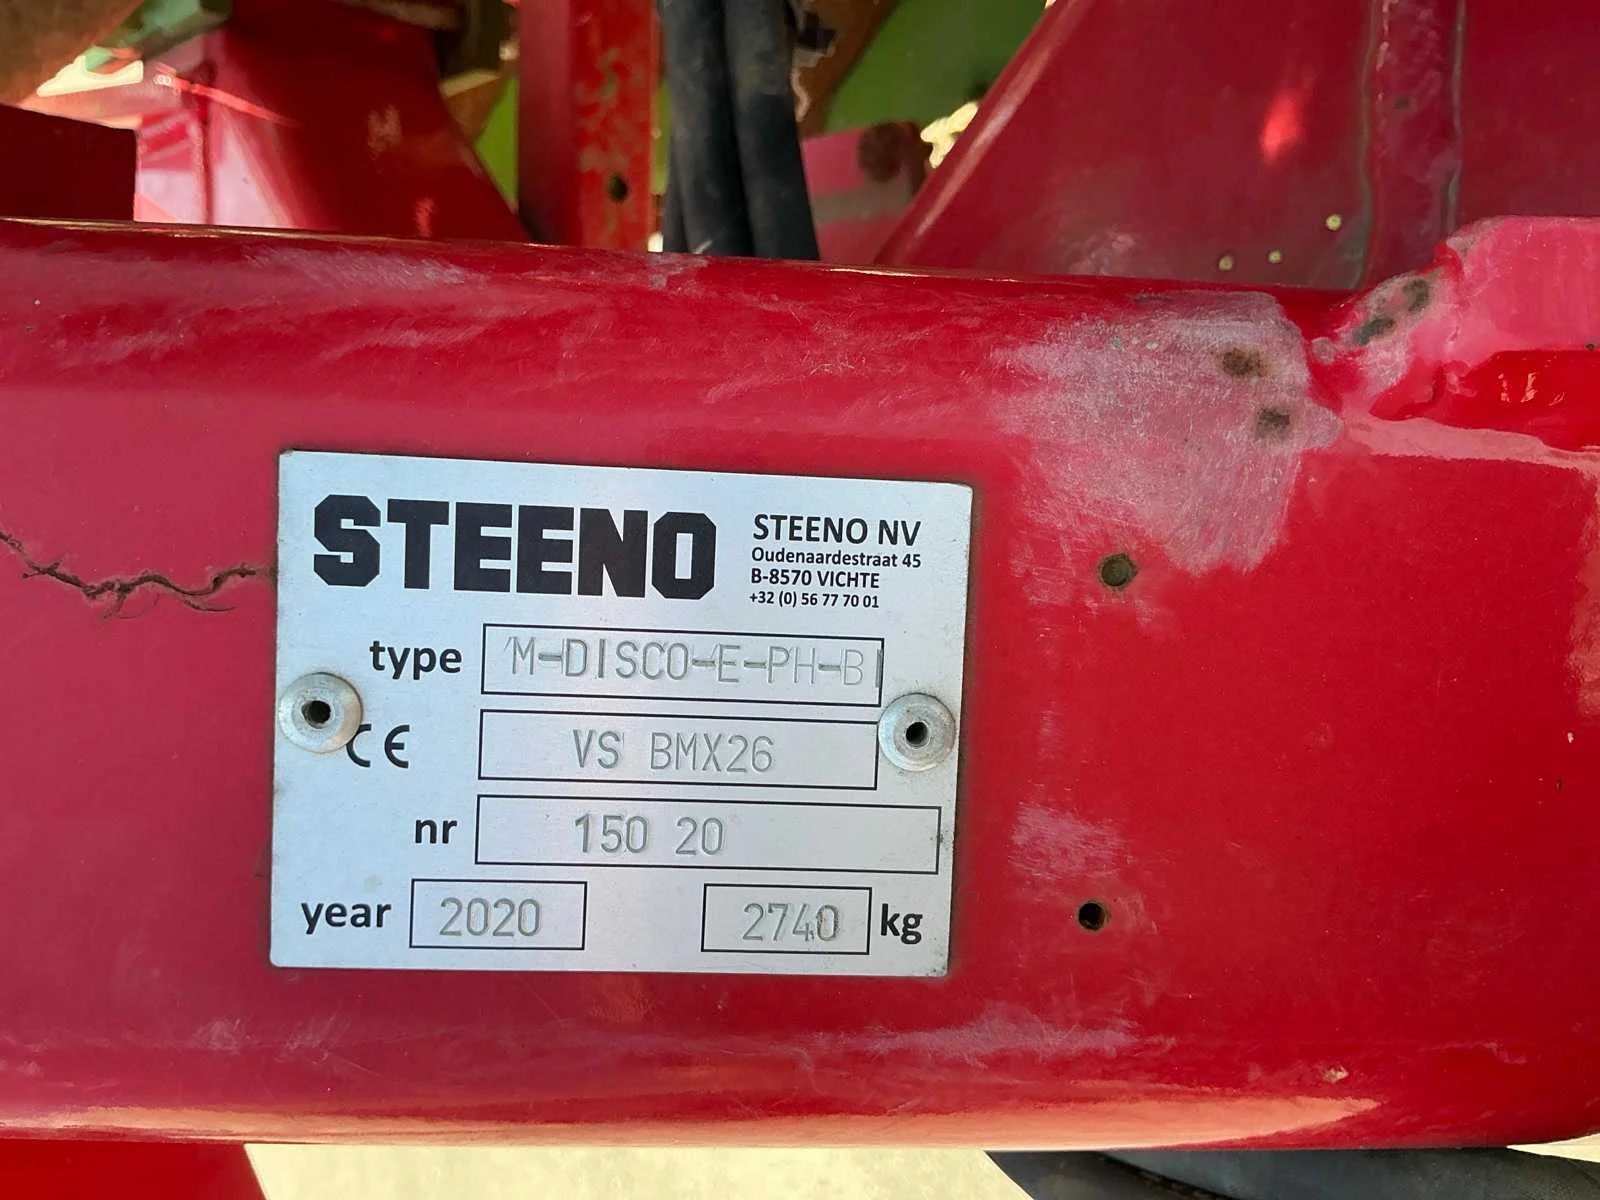 STEENO
STEENO NV
Oudenaardestraat 45
B-8570 VICHTE
+32 (0) 56 77 70 01
type M-DISCO-E-PH-BI
CE VS BMX26
nr 150 20
year 2020 2740 kg